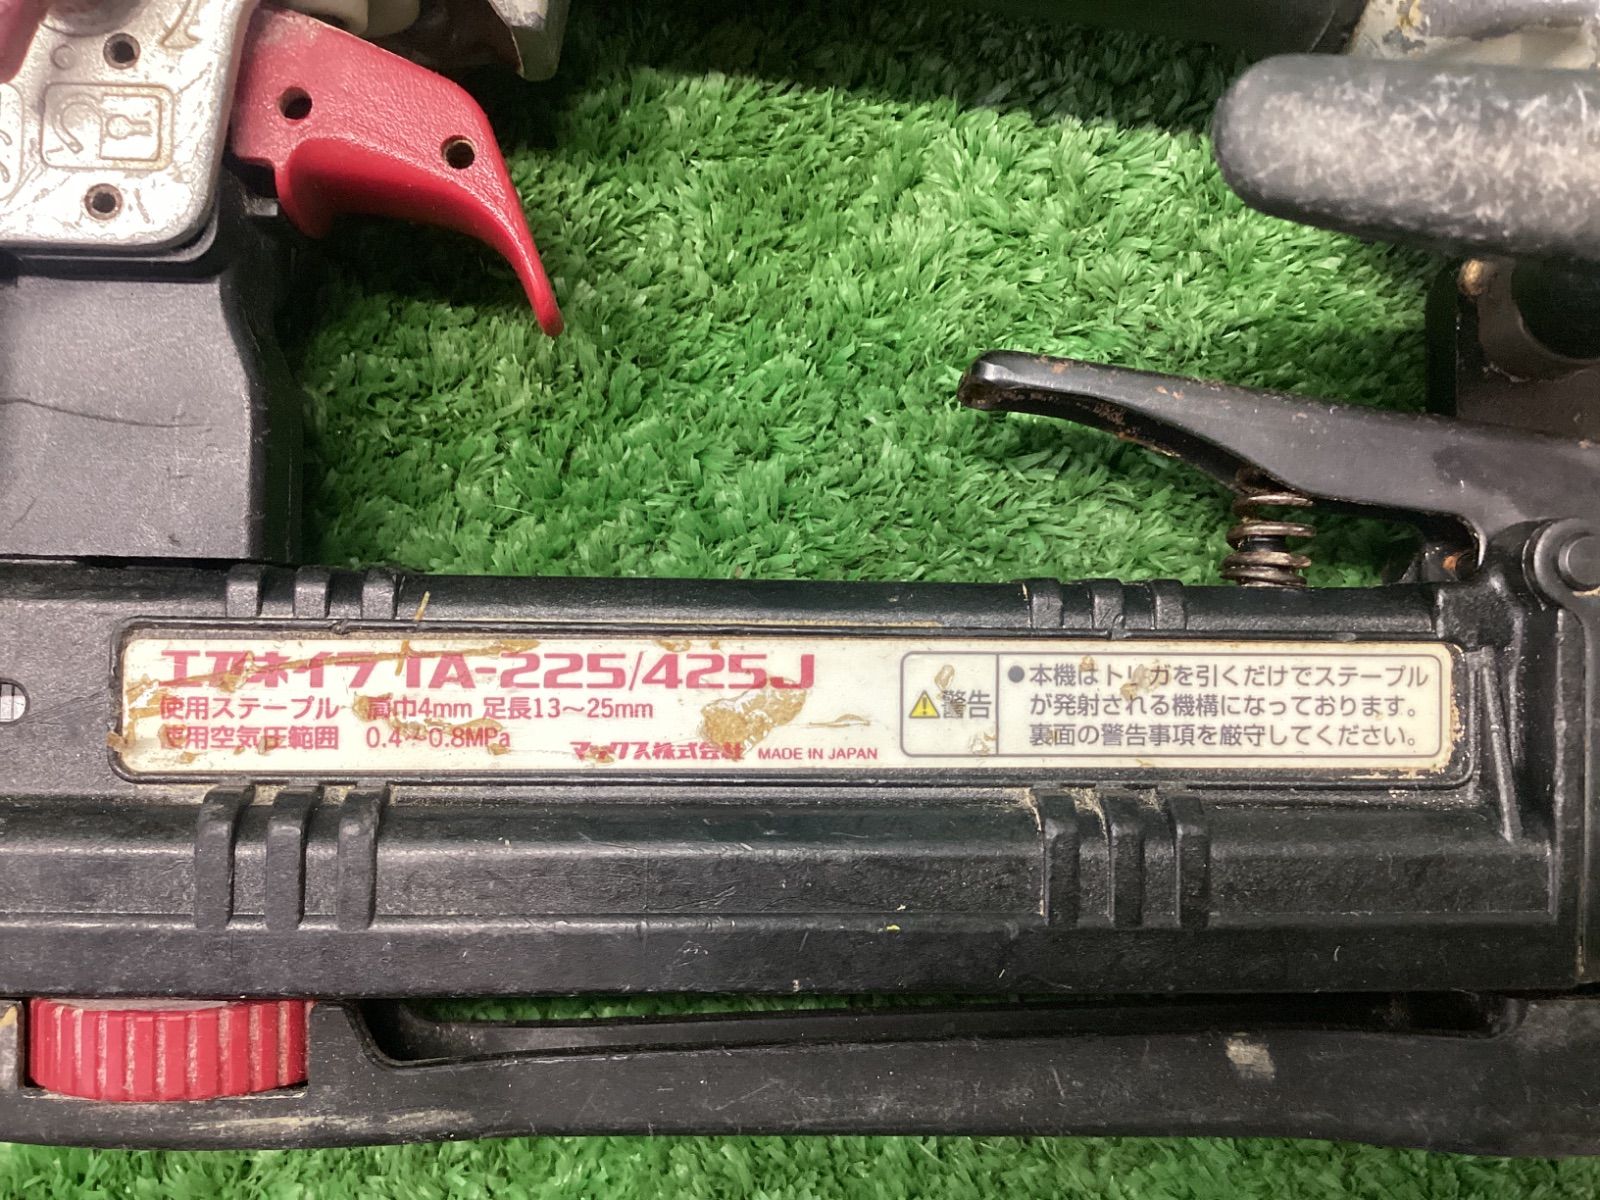 エアネイラ TA-225/425J
使用ステープル 肩巾4mm 足長13～25mm
使用空気圧範囲 0.4～0.8MPa
マックス株式会社 MADE IN JAPAN
警告
●本機はトリガを引くだけでステープル
が発射される機構になっております。
裏面の警告事項を厳守してください。